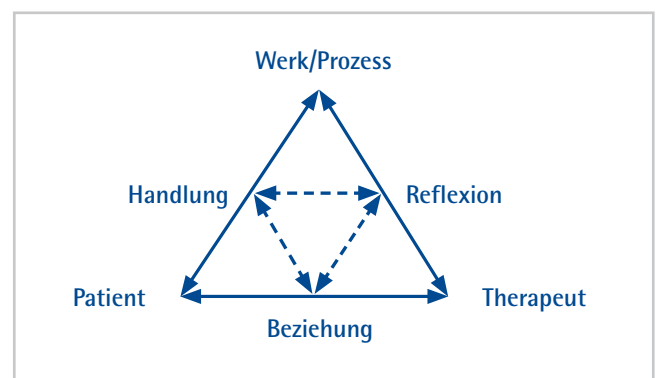 Werk/Prozess
Handlung
Reflexion
Patient
Therapeut
Beziehung